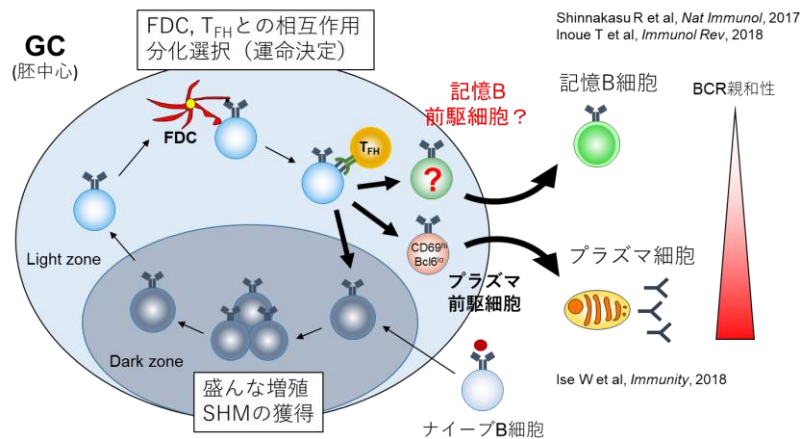 FDC, TFHとの相互作用
分化選択（運命決定）
GC
(胚中心)
Shinnakasu R et al, Nat Immunol, 2017
Inoue T et al, Immunol Rev, 2018
記憶B
前駆細胞？
記憶B細胞
BCR親和性
FDC
TFH
?
CD69hi
Bcl6lo
Light zone
プラズマ
前駆細胞
プラズマ細胞
Dark zone
盛んな増殖
SHMの獲得
ナイーブB細胞
Ise W et al, Immunity, 2018